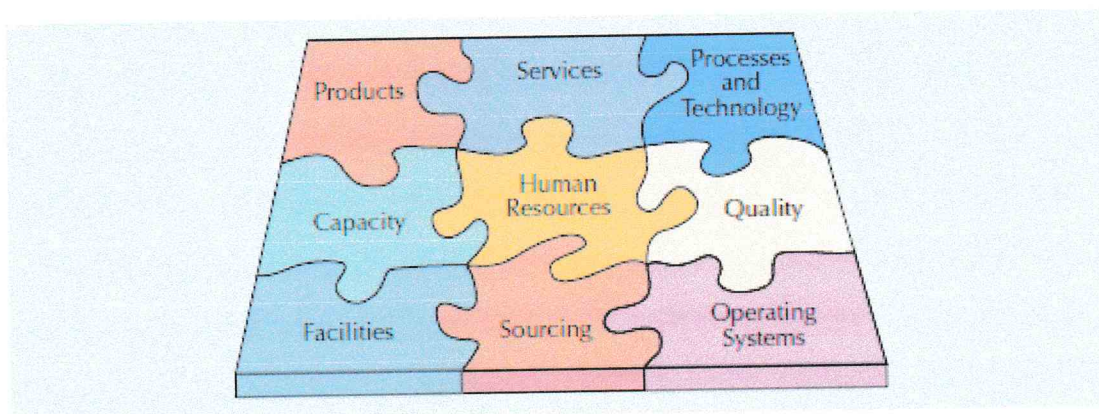 Products
Services
Processes
and
Technology
Capacity
Human
Resources
Quality
Facilities
Sourcing
Operating
Systems